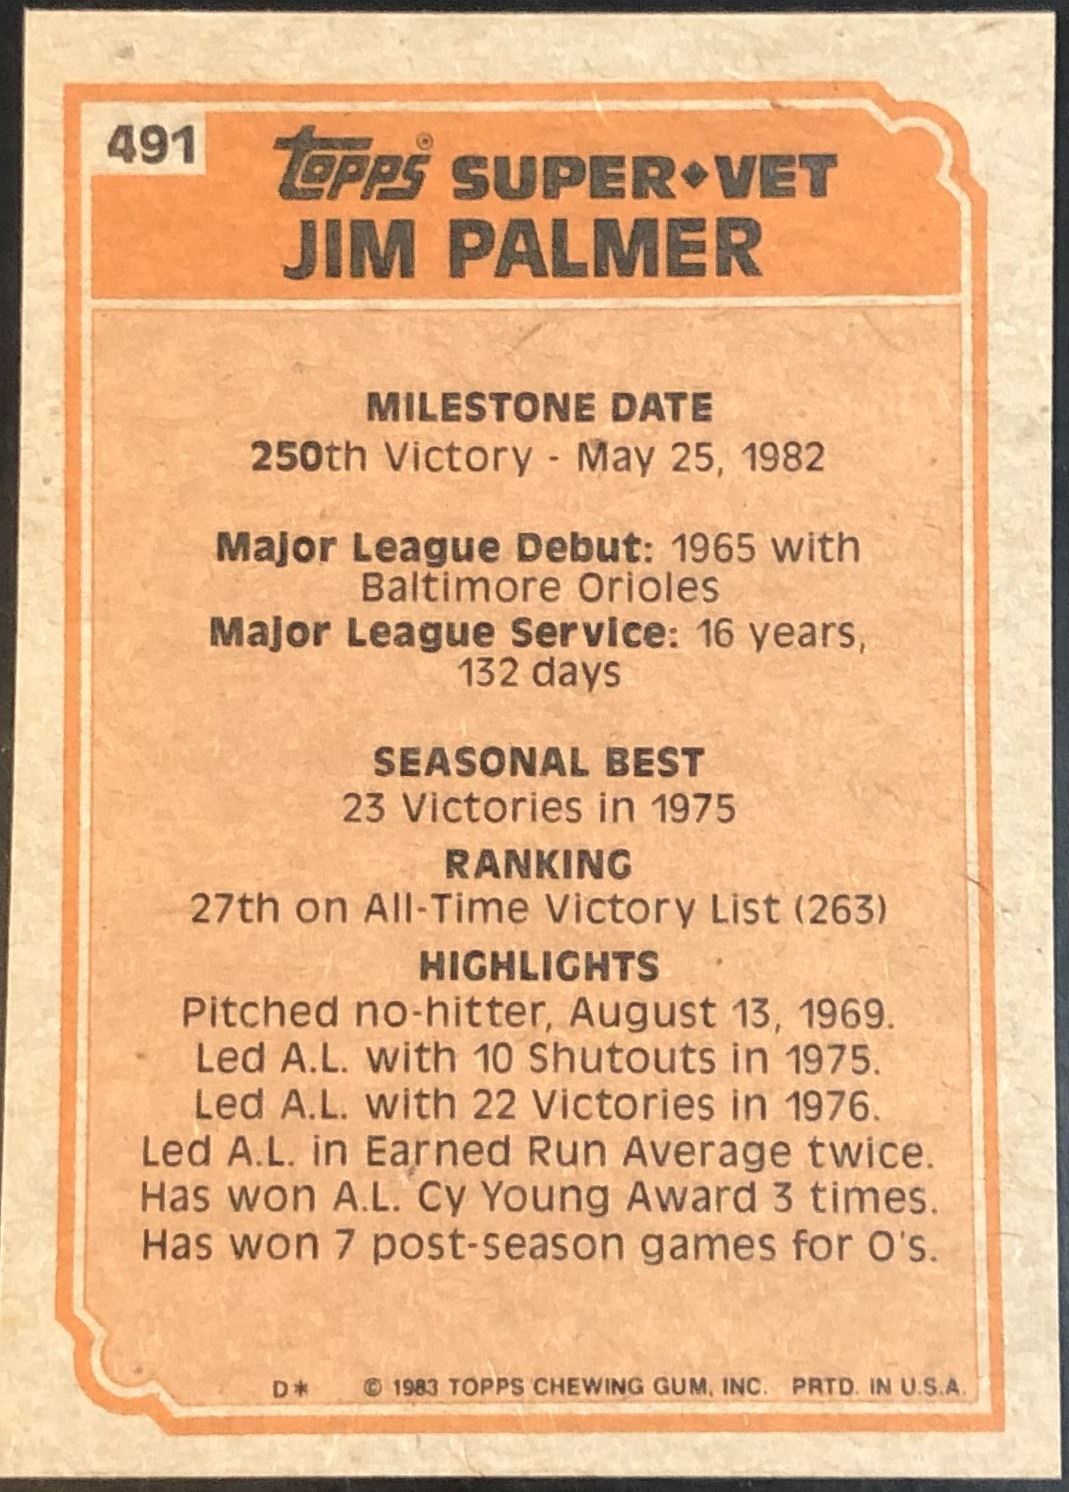 491
Topps® SUPER◆VET
JIM PALMER
MILESTONE DATE
250th Victory - May 25, 1982
Major League Debut: 1965 with
Baltimore Orioles
Major League Service: 16 years,
132 days
SEASONAL BEST
23 Victories in 1975
RANKING
27th on All-Time Victory List (263)
HIGHLIGHTS
Pitched no-hitter, August 13, 1969.
Led A.L. with 10 Shutouts in 1975.
Led A.L. with 22 Victories in 1976.
Led A.L. in Earned Run Average twice.
Has won A.L. Cy Young Award 3 times.
Has won 7 post-season games for O's.
D* © 1983 TOPPS CHEWING GUM, INC. PRTD. IN U.S.A.